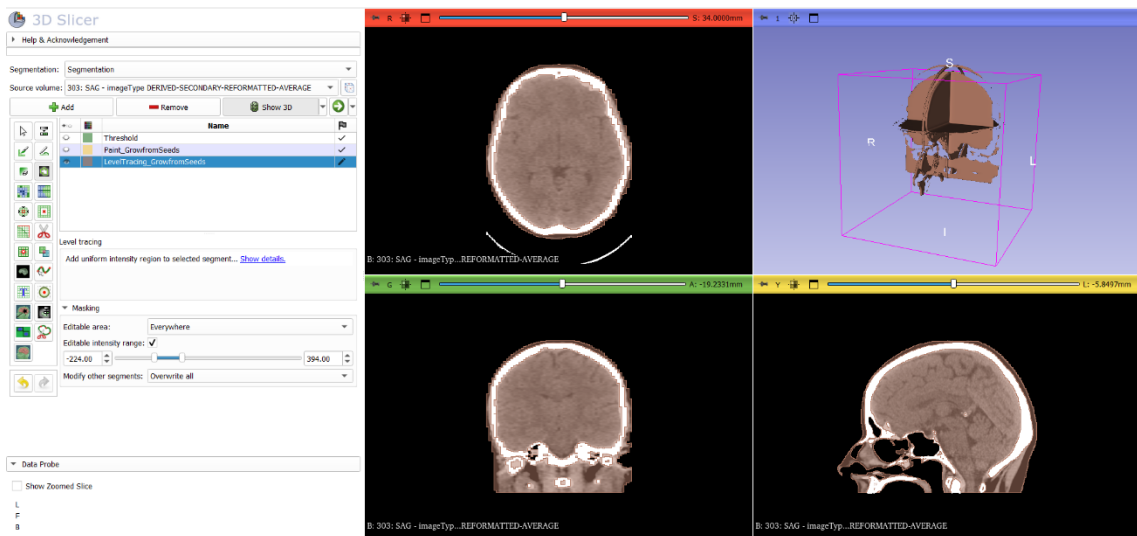 3D Slicer
Help & Acknowledgement
Segmentation: Segmentation
Source volume: 303: SAG - imageType DERIVED-SECONDARY-REFORMATTED-AVERAGE
Add Remove Show 3D
Name
Threshold
Paint_GrowfromSeeds
LevelTracing_GrowfromSeeds
Level tracing
Add uniform intensity region to selected segment... Show details.
Masking
Editable area: Everywhere
Editable intensity range:
-224.00 394.00
Modify other segments: Overwrite all
Data Probe
Show Zoomed Slice
L
F
B
R S: 34.0000mm
B: 303: SAG - imageTyp...REFORMATTED-AVERAGE
1
S
R
L
I
G A: -19.2331mm
B: 303: SAG - imageTyp...REFORMATTED-AVERAGE
Y L: -5.8497mm
B: 303: SAG - imageTyp...REFORMATTED-AVERAGE